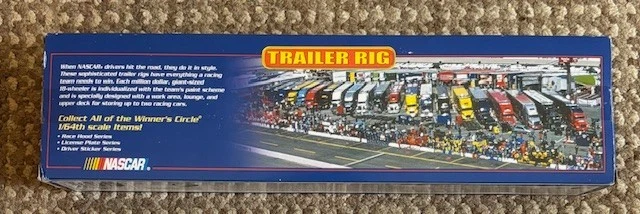 TRAILER RIG
When NASCAR® drivers hit the road, they do it in style.
These sophisticated trailer rigs have everything a racing
team needs to win. Each million dollar, giant-sized
18-wheeler is individualized with the team's paint scheme
and is specially designed with a work area, lounge, and
upper deck for storing up to two racing cars.
Collect All of the Winner's Circle®
1/64th scale Items!
• Race Hood Series
• License Plate Series
• Driver Sticker Series
NASCAR®